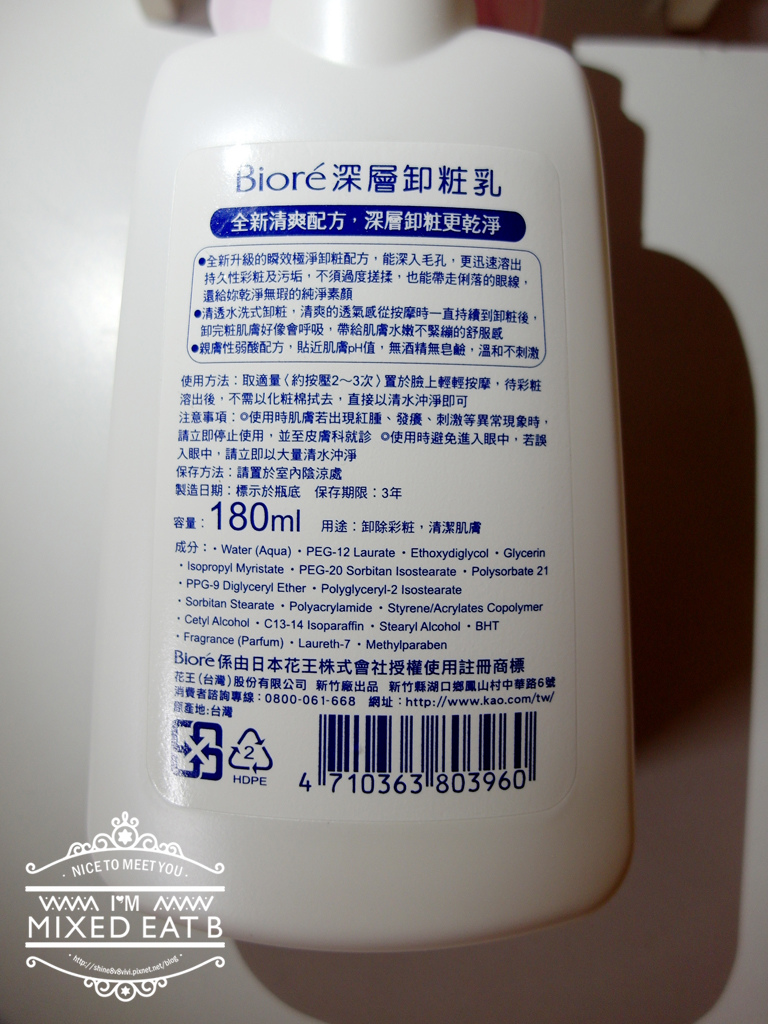 Bioré深層卸粧乳
全新清爽配方，深層卸粧更乾淨
●全新升級的瞬效極淨卸粧配方，能深入毛孔，更迅速溶出
持久性彩粧及污垢，不須過度搓揉，也能帶走俐落的眼線，
還給妳乾淨無瑕的純淨素顏
●清透水洗式卸粧，清爽的透氣感從按摩時一直持續到卸粧後，
卸完粧肌膚好像會呼吸，帶給肌膚水嫩不緊繃的舒服感
●親膚性弱酸配方，貼近肌膚pH值，無酒精無皂鹼，溫和不刺激
使用方法：取適量〈約按壓2～3次〉置於臉上輕輕按摩，待彩粧
溶出後，不需以化粧棉拭去，直接以清水沖淨即可
注意事項：◎使用時肌膚若出現紅腫、發癢、刺激等異常現象時，
請立即停止使用，並至皮膚科就診 ◎使用時避免進入眼中，若誤
入眼中，請立即以大量清水沖淨
保存方法：請置於室內陰涼處
製造日期：標示於瓶底 保存期限：3年
容量：180ml 用途：卸除彩粧，清潔肌膚
成分：・Water (Aqua)・PEG-12 Laurate・Ethoxydiglycol・Glycerin
・Isopropyl Myristate ・PEG-20 Sorbitan Isostearate・Polysorbate 21
・PPG-9 Diglyceryl Ether・Polyglyceryl-2 Isostearate
・Sorbitan Stearate・Polyacrylamide・Styrene/Acrylates Copolymer
・Cetyl Alcohol・C13-14 Isoparaffin・Stearyl Alcohol・BHT
・Fragrance (Parfum)・Laureth-7・Methylparaben
Bioré係由日本花王株式會社授權使用註冊商標
花王(台灣)股份有限公司 新竹廠出品 新竹縣湖口鄉鳳山村中華路6號
消費者諮詢專線：0800-061-668 網址：http://www.kao.com/tw/
原產地:台灣
2
HDPE
4 710363 803960
・NICE TO MEET YOU・
I'M
MIXED EAT B
・http://shine8v8vivi.pixnet.net/blog・